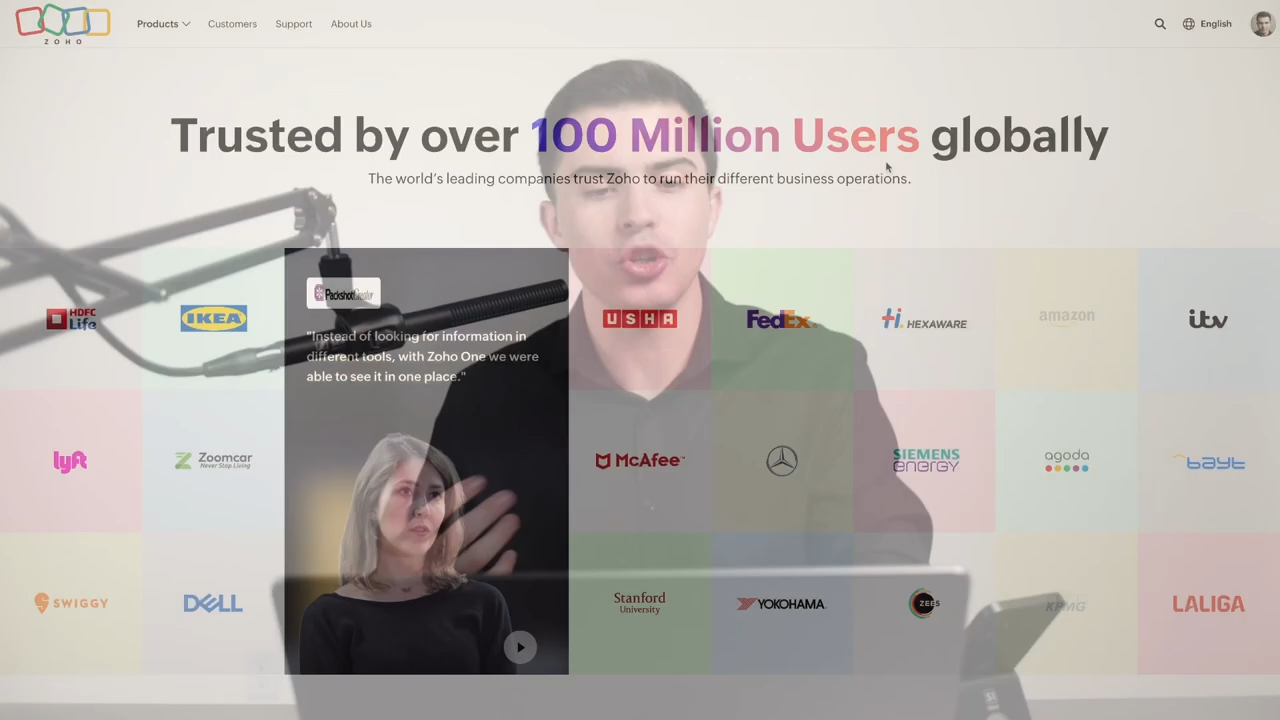 ZOHO
Products
Customers
Support
About Us
English
Trusted by over 100 Million Users globally
The world's leading companies trust Zoho to run their different business operations.
HDFC
Life
IKEA
PackshotCreator
"Instead of looking for information in
different tools, with Zoho One we were
able to see it in one place."
USHA
FedEx
HEXAWARE
amazon
itv
lyft
Zoomcar
Never Stop Living
McAfee™
SIEMENS
energy
agoda
bayt
SWIGGY
DELL
Stanford
University
YOKOHAMA
ZEE5
KPMG
LALIGA